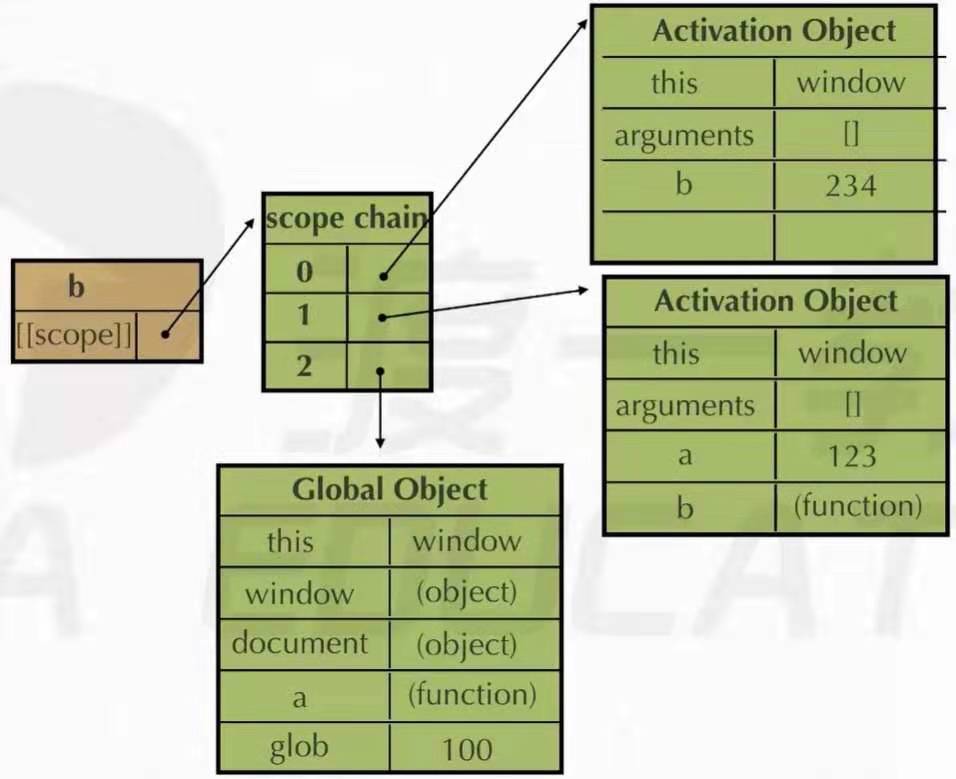 b
[[scope]]
scope chain
0
1
2
Activation Object
this window
arguments []
b 234
Activation Object
this window
arguments []
a 123
b (function)
Global Object
this window
window (object)
document (object)
a (function)
glob 100